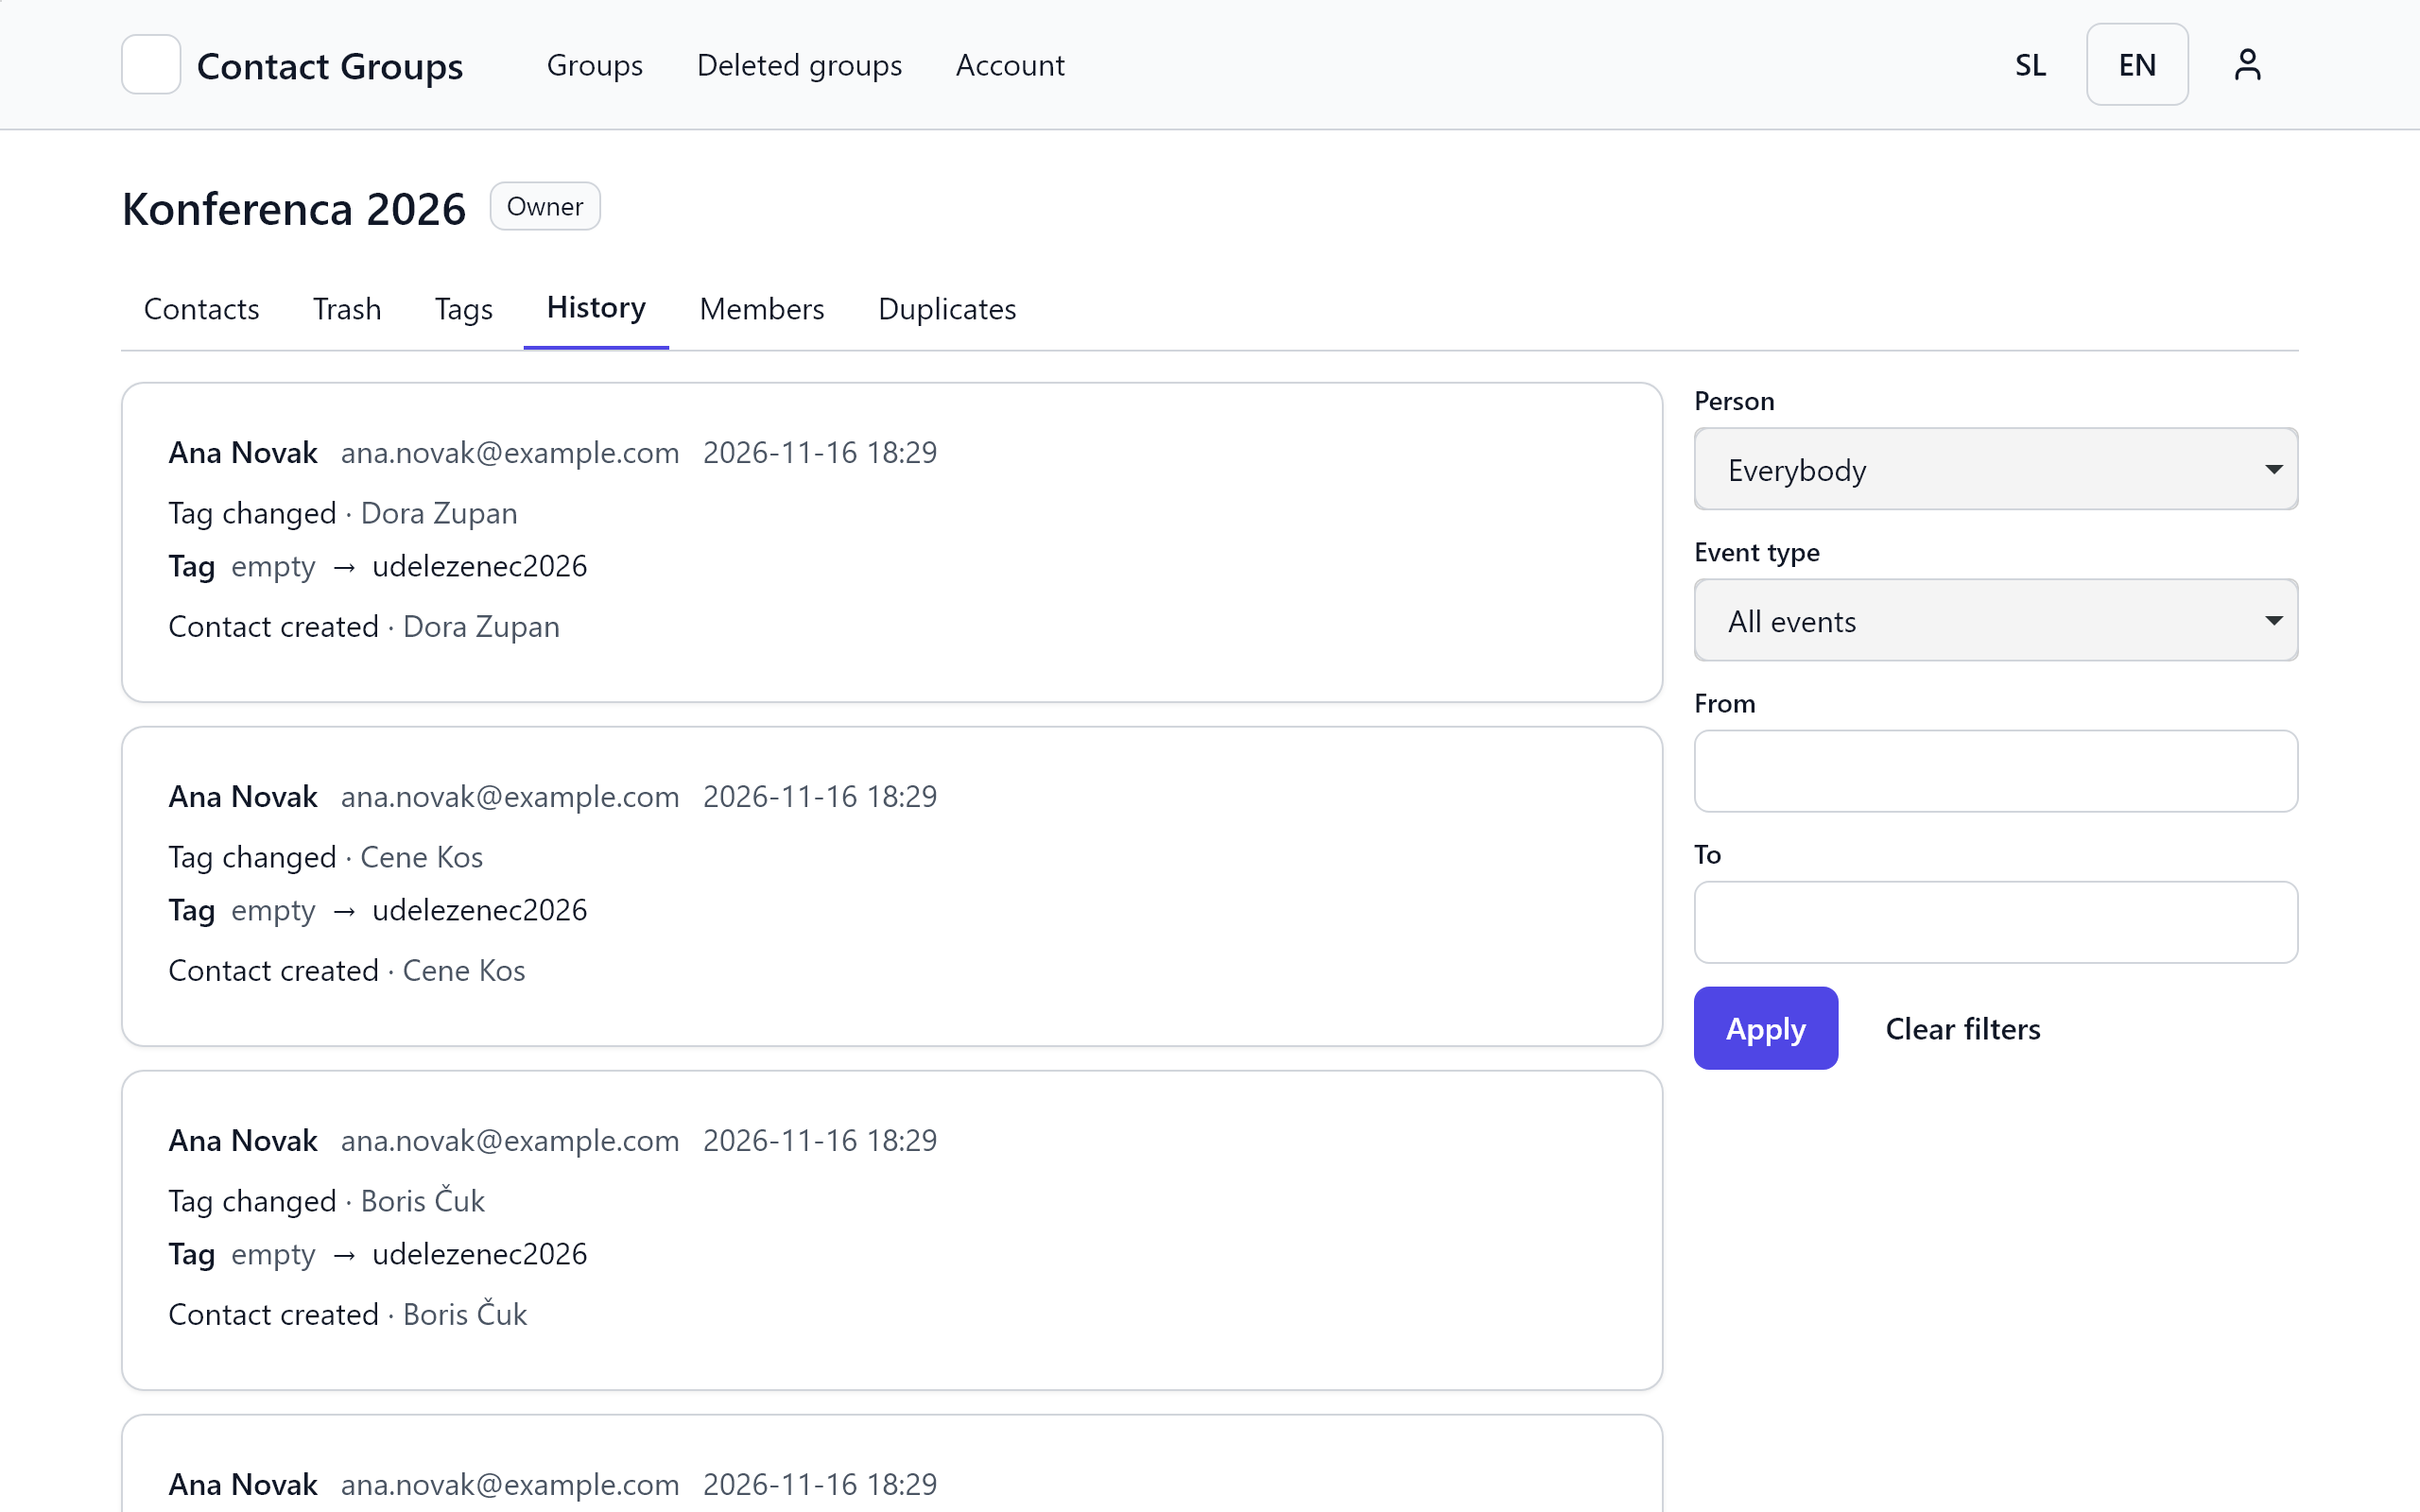 Contact Groups Groups Deleted groups Account SL EN
Konferenca 2026 Owner
Contacts Trash Tags History Members Duplicates
Ana Novak ana.novak@example.com 2026-11-16 18:29
Tag changed · Dora Zupan
Tag empty → udelezenec2026
Contact created · Dora Zupan
Ana Novak ana.novak@example.com 2026-11-16 18:29
Tag changed · Cene Kos
Tag empty → udelezenec2026
Contact created · Cene Kos
Ana Novak ana.novak@example.com 2026-11-16 18:29
Tag changed · Boris Čuk
Tag empty → udelezenec2026
Contact created · Boris Čuk
Ana Novak ana.novak@example.com 2026-11-16 18:29
Person
Everybody
Event type
All events
From
To
Apply Clear filters